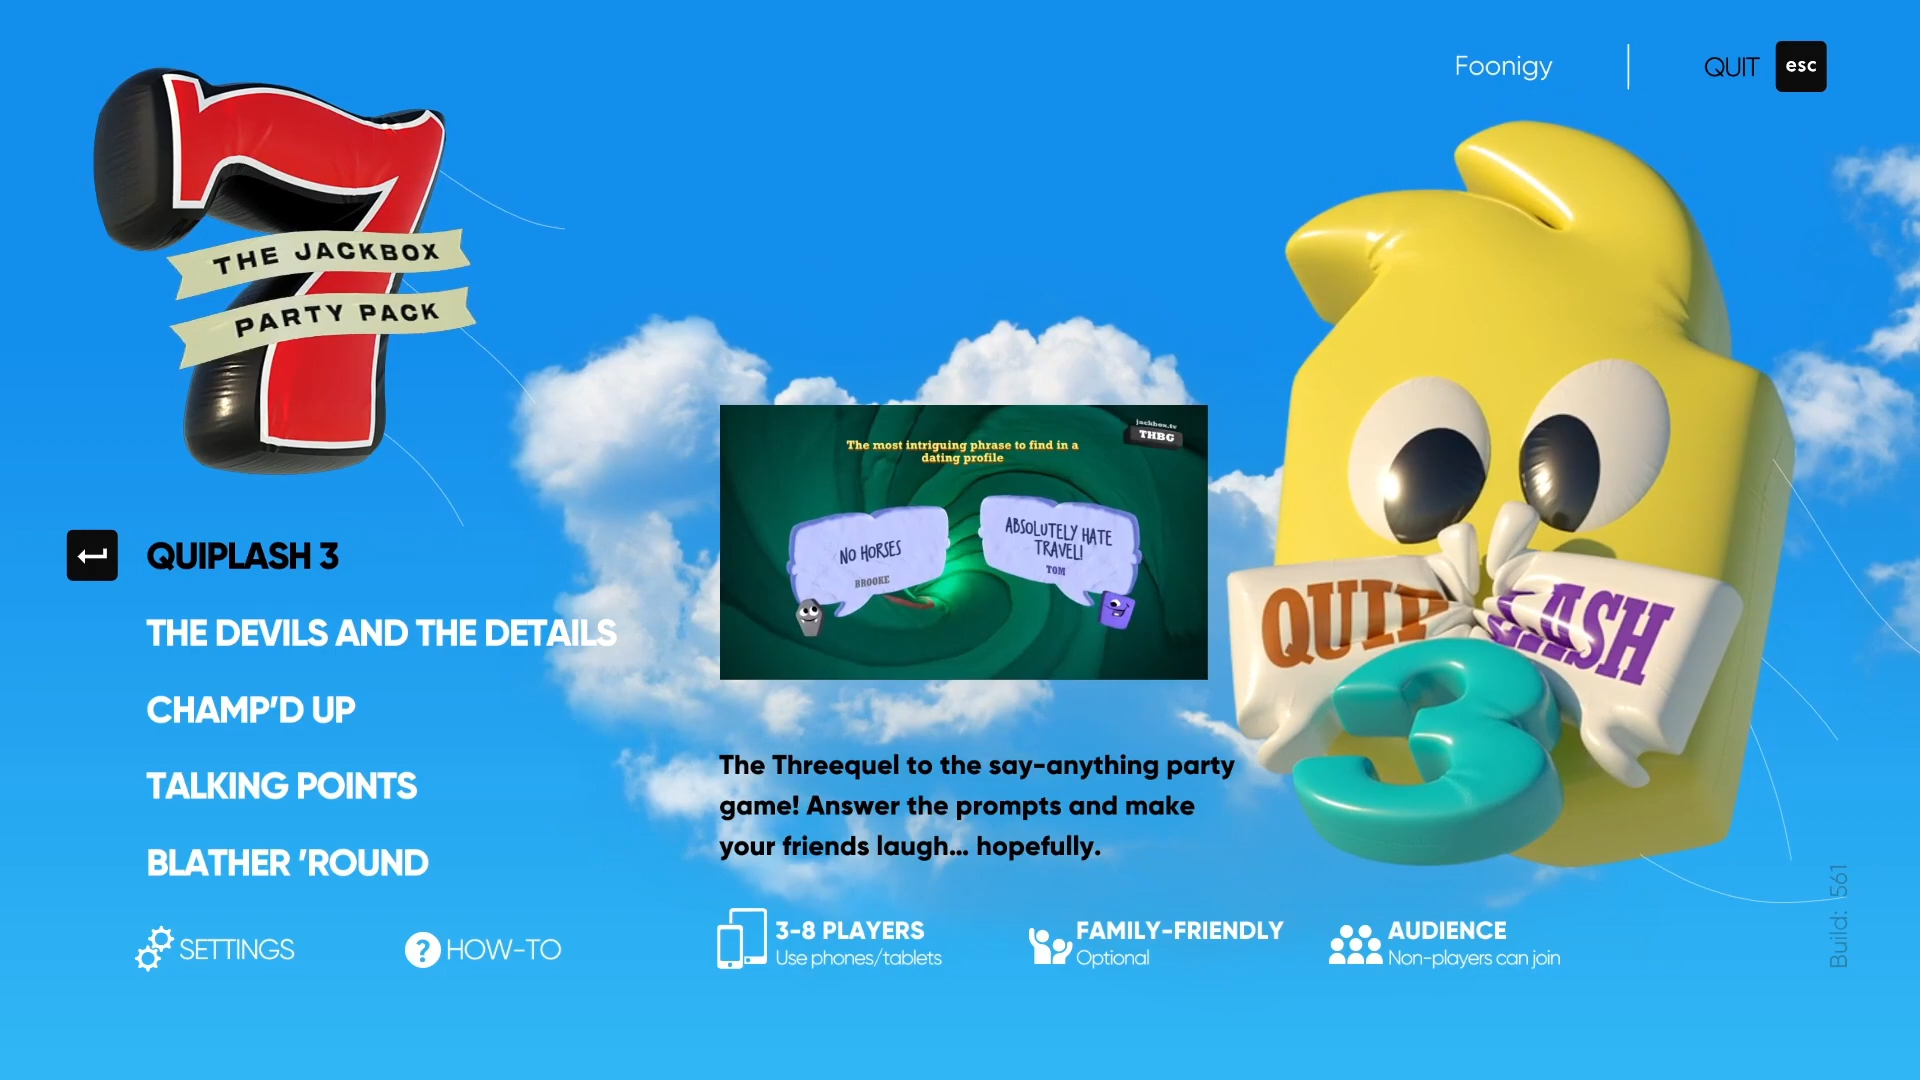 Foonigy
QUIT
esc
THE JACKBOX
PARTY PACK
QUIPLASH 3
THE DEVILS AND THE DETAILS
CHAMP'D UP
TALKING POINTS
BLATHER 'ROUND
SETTINGS
? HOW-TO
jackbox.tv
THBG
The most intriguing phrase to find in a
dating profile
NO HORSES
BROOKE
ABSOLUTELY HATE
TRAVEL!
TOM
The Threequel to the say-anything party
game! Answer the prompts and make
your friends laugh... hopefully.
3-8 PLAYERS
Use phones/tablets
FAMILY-FRIENDLY
Optional
AUDIENCE
Non-players can join
QUIPLASH
3
Build: 561